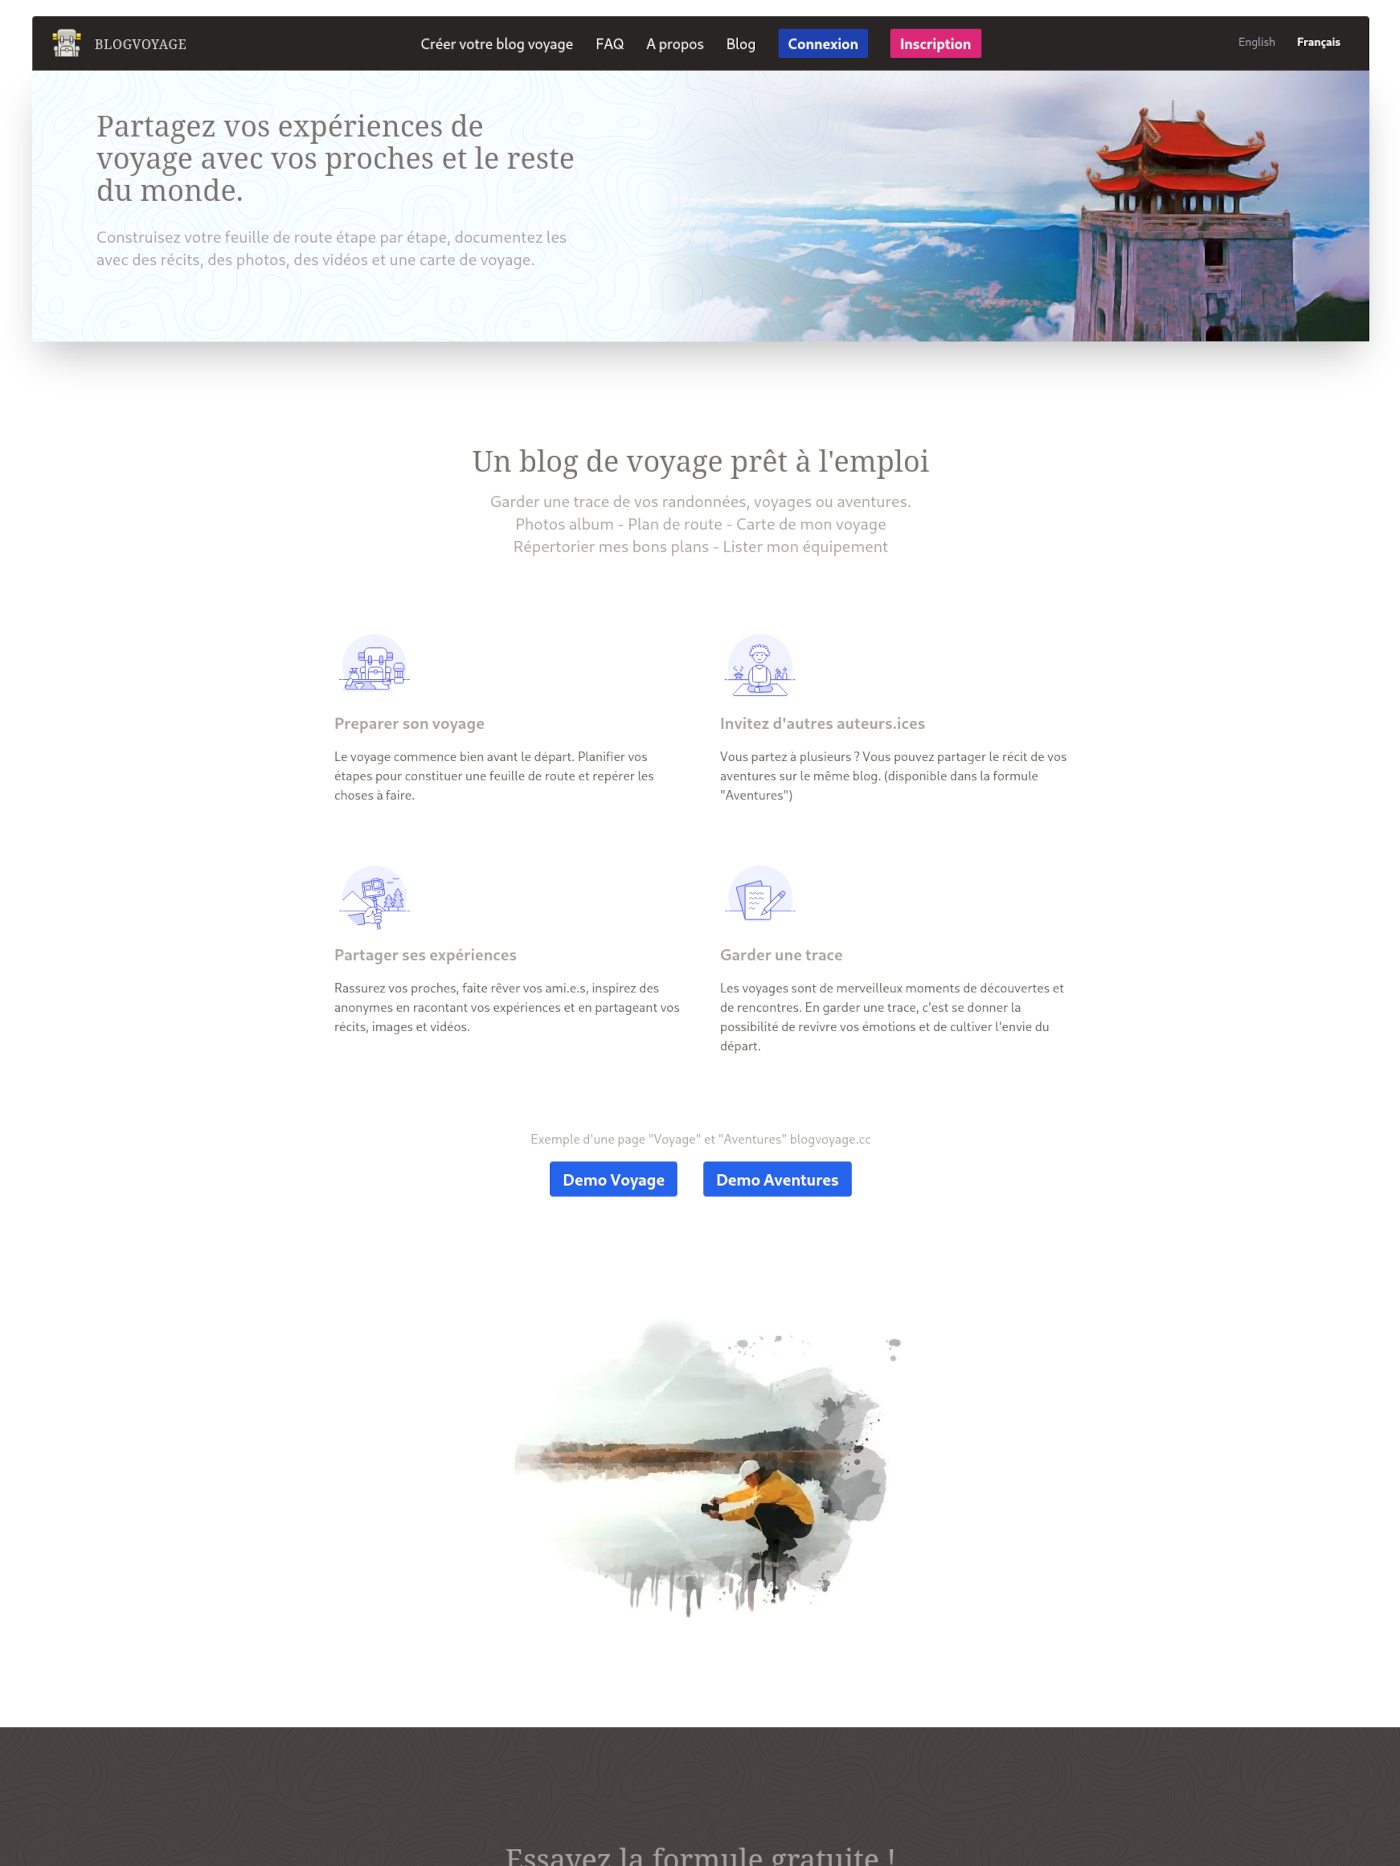 BLOGVOYAGE
Créer votre blog voyage
FAQ
A propos
Blog
Connexion
Inscription
English
Français
Partagez vos expériences de
voyage avec vos proches et le reste
du monde.
Construisez votre feuille de route étape par étape, documentez les
avec des récits, des photos, des vidéos et une carte de voyage.
Un blog de voyage prêt à l'emploi
Garder une trace de vos randonnées, voyages ou aventures.
Photos album - Plan de route - Carte de mon voyage
Répertorier mes bons plans - Lister mon équipement
Preparer son voyage
Le voyage commence bien avant le départ. Planifier vos
étapes pour constituer une feuille de route et repérer les
choses à faire.
Invitez d'autres auteurs.ices
Vous partez à plusieurs ? Vous pouvez partager le récit de vos
aventures sur le même blog. (disponible dans la formule
"Aventures")
Partager ses expériences
Rassurez vos proches, faite rêver vos ami.e.s, inspirez des
anonymes en racontant vos expériences et en partageant vos
récits, images et vidéos.
Garder une trace
Les voyages sont de merveilleux moments de découvertes et
de rencontres. En garder une trace, c'est se donner la
possibilité de revivre vos émotions et de cultiver l'envie du
départ.
Exemple d'une page "Voyage" et "Aventures" blogvoyage.cc
Demo Voyage
Demo Aventures
Essayez la formule gratuite !